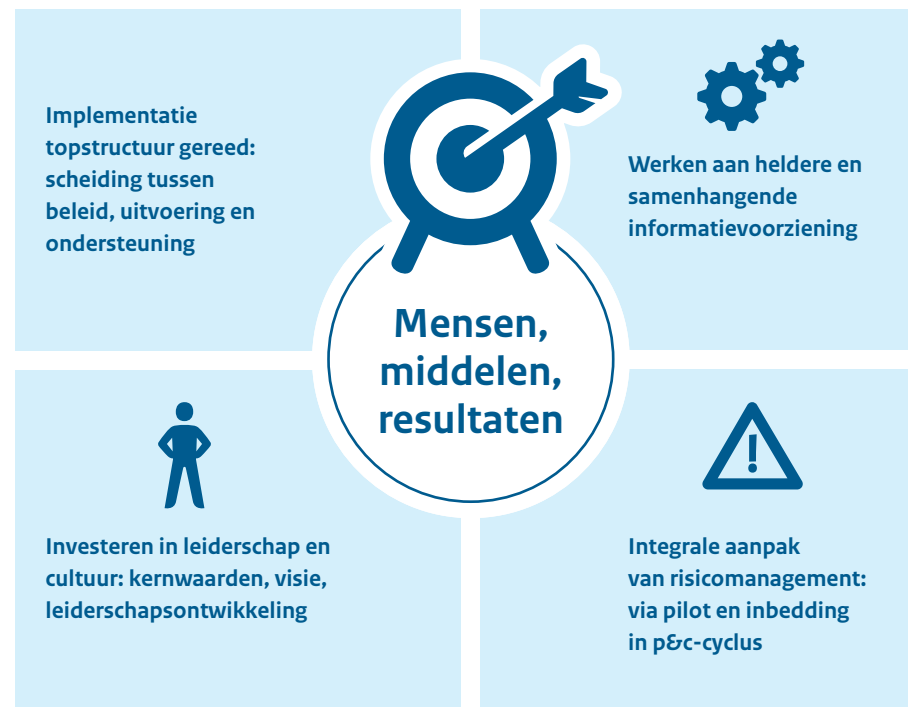 Implementatie
topstructuur gereed:
scheiding tussen
beleid, uitvoering en
ondersteuning
Werken aan heldere en
samenhangende
informatievoorziening
Mensen,
middelen,
resultaten
Investeren in leiderschap en
cultuur: kernwaarden, visie,
leiderschapsontwikkeling
!
Integrale aanpak
van risicomanagement:
via pilot en inbedding
in p&c-cyclus